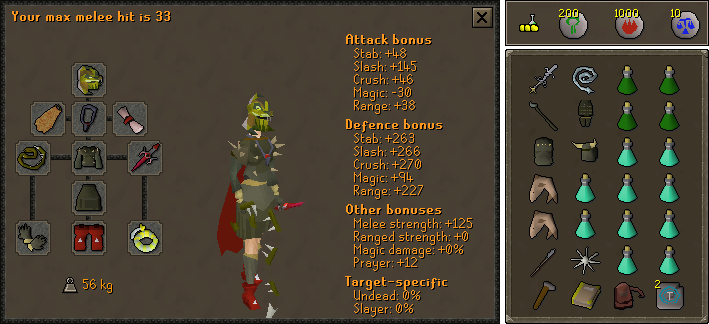 Your max melee hit is 33
Attack bonus
Stab: +48
Slash: +145
Crush: +46
Magic: -30
Range: +38
Defence bonus
Stab: +263
Slash: +266
Crush: +270
Magic: +94
Range: +227
Other bonuses
Melee strength: +125
Ranged strength: +0
Magic damage: +0%
Prayer: +12
Target-specific
Undead: 0%
Slayer: 0%
56 kg
200
100
10
2
T